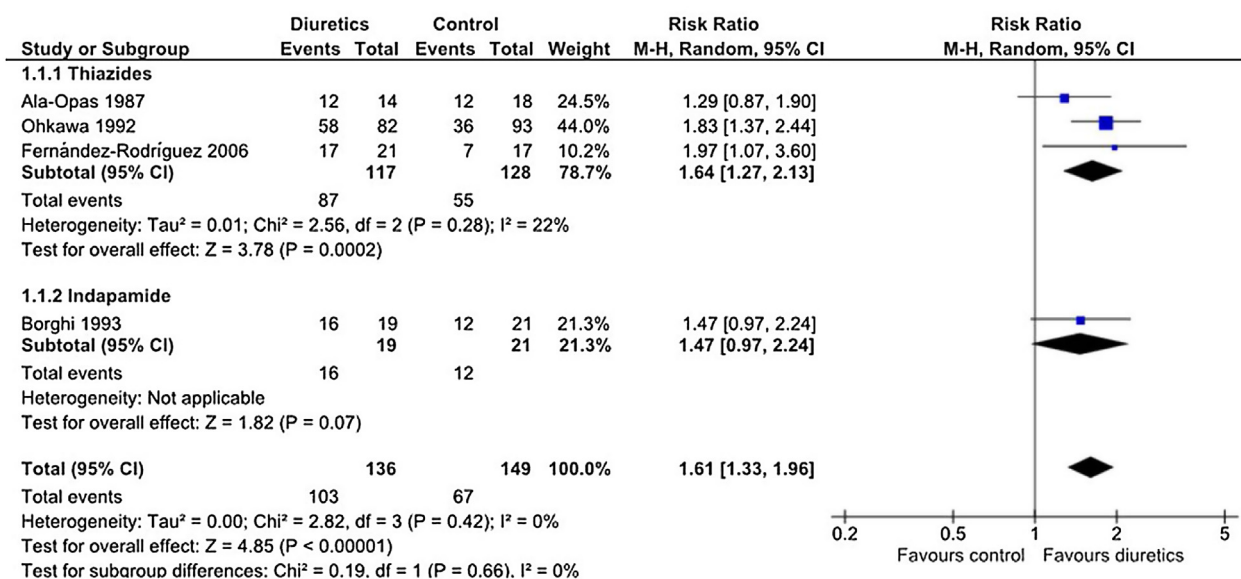 Diuretics Control Risk Ratio Risk Ratio
Study or Subgroup Events Total Events Total Weight M-H, Random, 95% CI M-H, Random, 95% CI
1.1.1 Thiazides
Ala-Opas 1987 12 14 12 18 24.5% 1.29 [0.87, 1.90]
Ohkawa 1992 58 82 36 93 44.0% 1.83 [1.37, 2.44]
Fernández-Rodríguez 2006 17 21 7 17 10.2% 1.97 [1.07, 3.60]
Subtotal (95% CI) 117 128 78.7% 1.64 [1.27, 2.13]
Total events 87 55
Heterogeneity: Tau² = 0.01; Chi² = 2.56, df = 2 (P = 0.28); I² = 22%
Test for overall effect: Z = 3.78 (P = 0.0002)
1.1.2 Indapamide
Borghi 1993 16 19 12 21 21.3% 1.47 [0.97, 2.24]
Subtotal (95% CI) 19 21 21.3% 1.47 [0.97, 2.24]
Total events 16 12
Heterogeneity: Not applicable
Test for overall effect: Z = 1.82 (P = 0.07)
Total (95% CI) 136 149 100.0% 1.61 [1.33, 1.96]
Total events 103 67
Heterogeneity: Tau² = 0.00; Chi² = 2.82, df = 3 (P = 0.42); I² = 0%
Test for overall effect: Z = 4.85 (P < 0.00001)
Test for subgroup differences: Chi² = 0.19, df = 1 (P = 0.66), I² = 0%
0.2 0.5 1 2 5
Favours control Favours diuretics